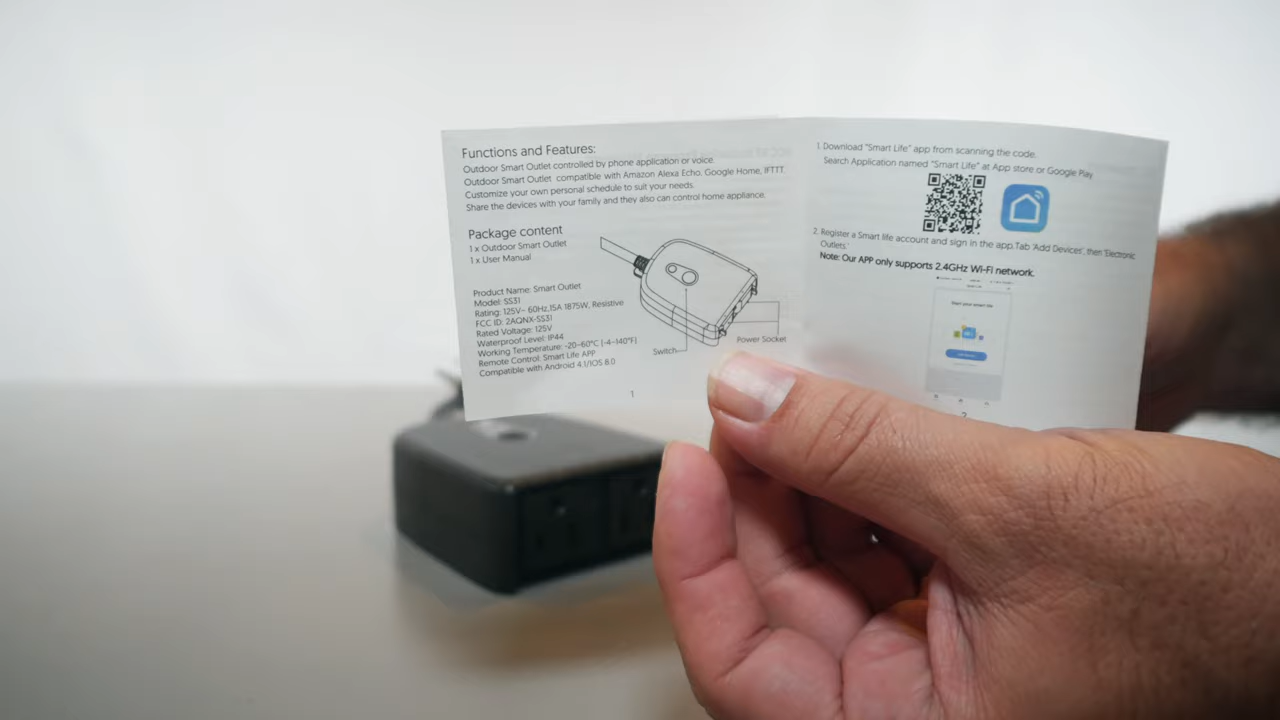 Functions and Features:
Outdoor Smart Outlet controlled by phone application or voice.
Outdoor Smart Outlet compatible with Amazon Alexa Echo, Google Home, IFTTT.
Customize your own personal schedule to suit your needs.
Share the devices with your family and they also can control home appliance.
Package content
1 x Outdoor Smart Outlet
1 x User Manual
Product Name: Smart Outlet
Model: SS31
Rating: 125V~ 60Hz,15A 1875W, Resistive
FCC ID: 2AQNX-SS31
Rated Voltage: 125V
Waterproof Level: IP44
Working Temperature: -20~60°C (-4~140°F)
Remote Control: Smart Life APP
Compatible with Android 4.1/IOS 8.0
Switch
Power Socket
1
1. Download "Smart Life" app from scanning the code.
Search Application named "Smart Life" at App store or Google Play
2. Register a Smart life account and sign in the app.Tab 'Add Devices', then 'Electronic
Outlets.'
Note: Our APP only supports 2.4GHz Wi-Fi network.
Start your smart life
2